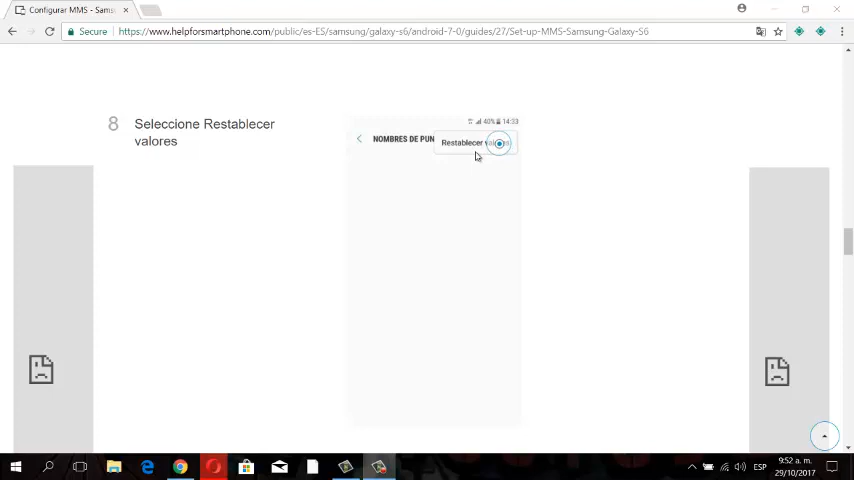 Configurar MMS - Sams
Secure
https://www.helpforsmartphone.com/public/es-ES/samsung/galaxy-s6/android-7-0/guides/27/Set-up-MMS-Samsung-Galaxy-S6
8
Seleccione Restablecer
valores
40% 14:33
NOMBRES DE PUN
Restablecer valores
ESP
9:52 a. m.
29/10/2017